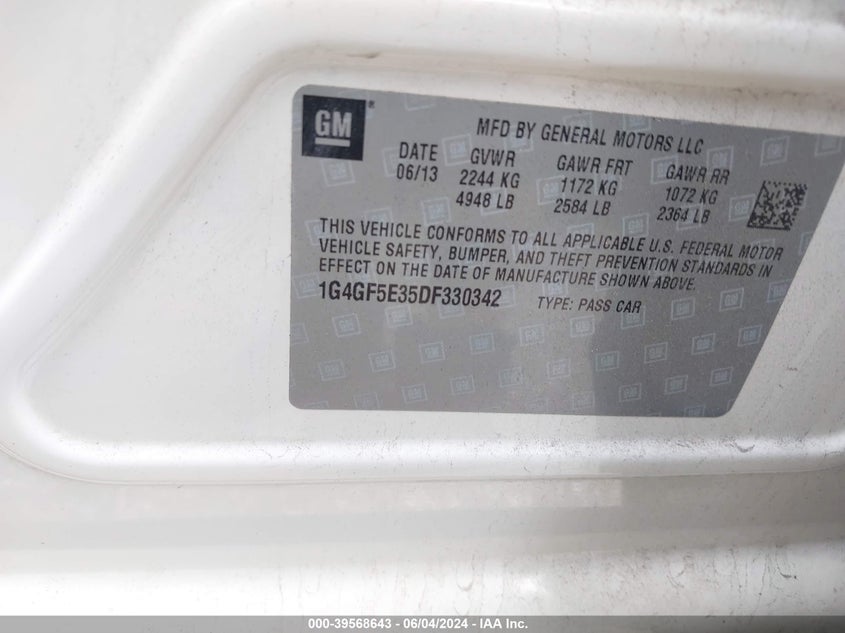 GM
MFD BY GENERAL MOTORS LLC
DATE GVWR GAWR FRT GAWR RR
06/13 2244 KG 1172 KG 1072 KG
4948 LB 2584 LB 2364 LB
THIS VEHICLE CONFORMS TO ALL APPLICABLE U.S. FEDERAL MOTOR
VEHICLE SAFETY, BUMPER, AND THEFT PREVENTION STANDARDS IN
EFFECT ON THE DATE OF MANUFACTURE SHOWN ABOVE.
1G4GF5E35DF330342 TYPE: PASS CAR
000-39568643 - 06/04/2024 - IAA Inc.